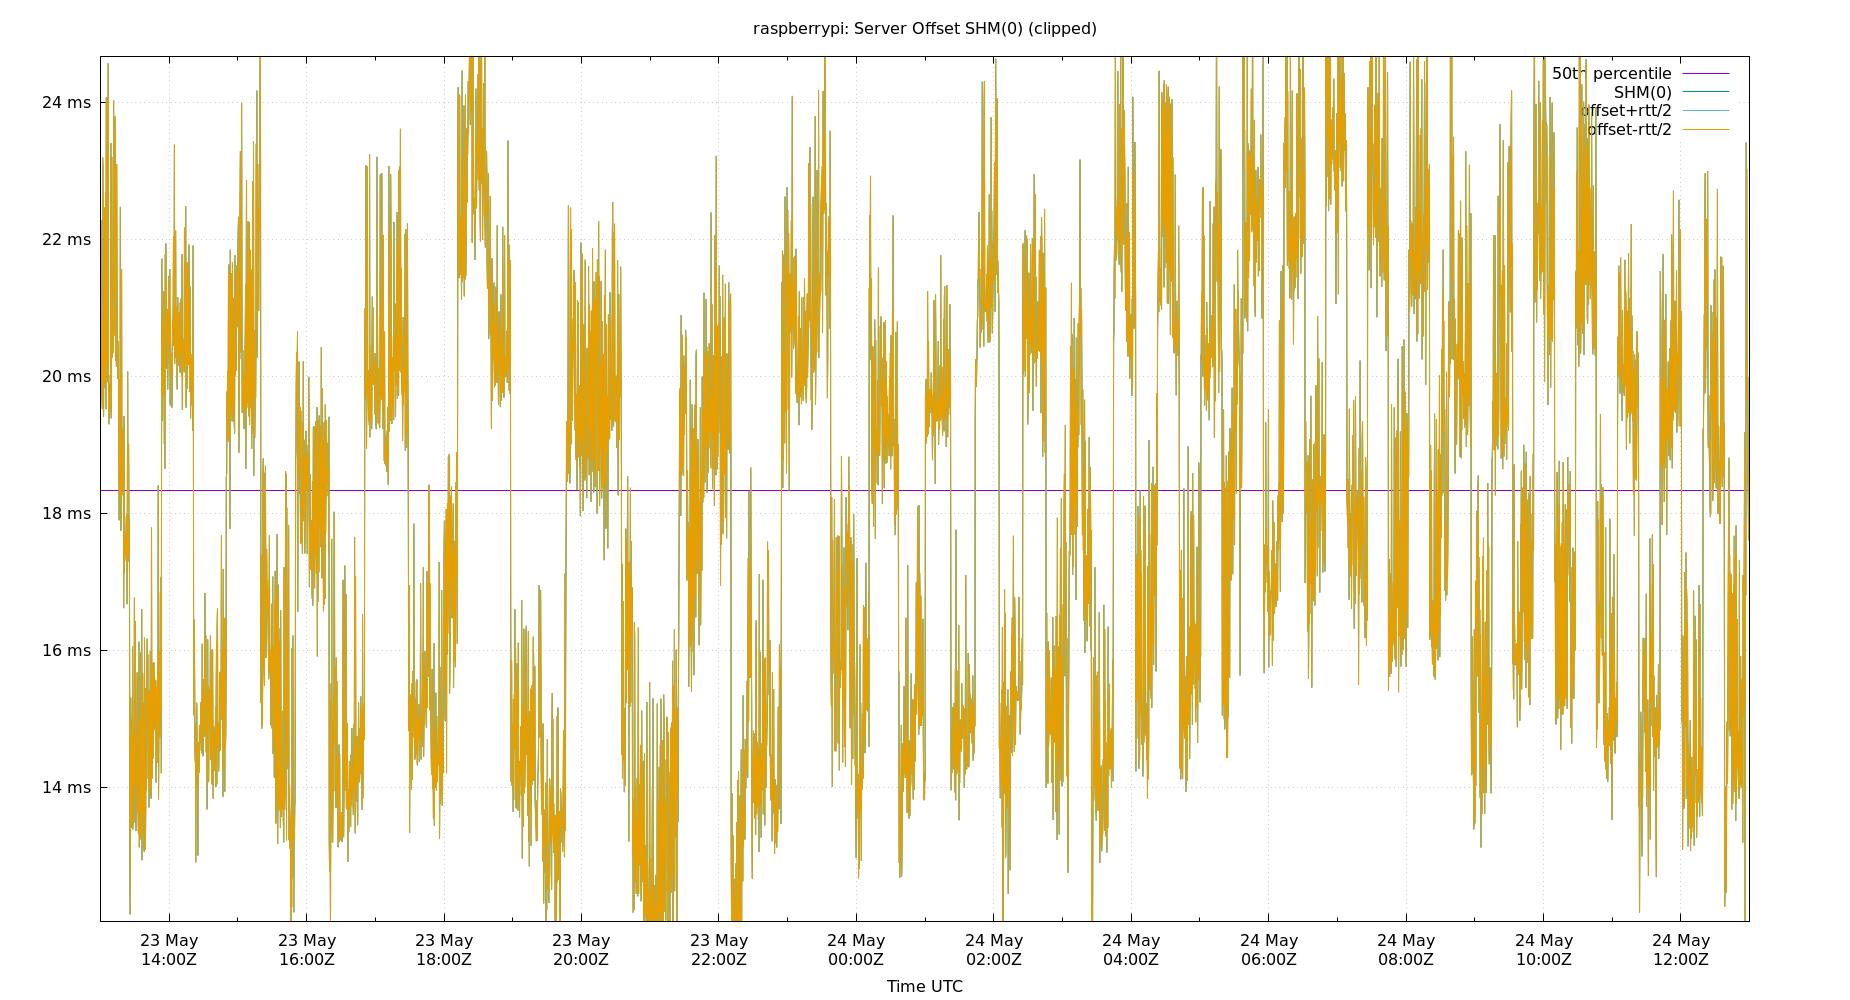 raspberrypi: Server Offset SHM(0) (clipped)
50th percentile
SHM(0)
offset+rtt/2
offset-rtt/2
24 ms
22 ms
20 ms
18 ms
16 ms
14 ms
23 May 23 May 23 May 23 May 23 May 24 May 24 May 24 May 24 May 24 May 24 May 24 May
14:00Z 16:00Z 18:00Z 20:00Z 22:00Z 00:00Z 02:00Z 04:00Z 06:00Z 08:00Z 10:00Z 12:00Z
Time UTC